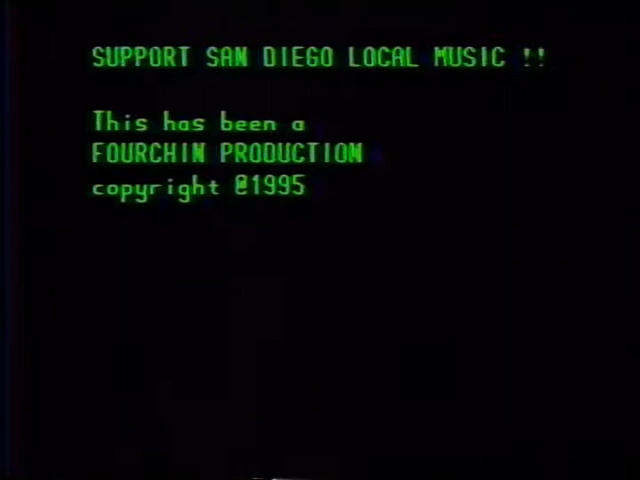 SUPPORT SAN DIEGO LOCAL MUSIC !!
This has been a
FOURCHIN PRODUCTION
copyright @1995